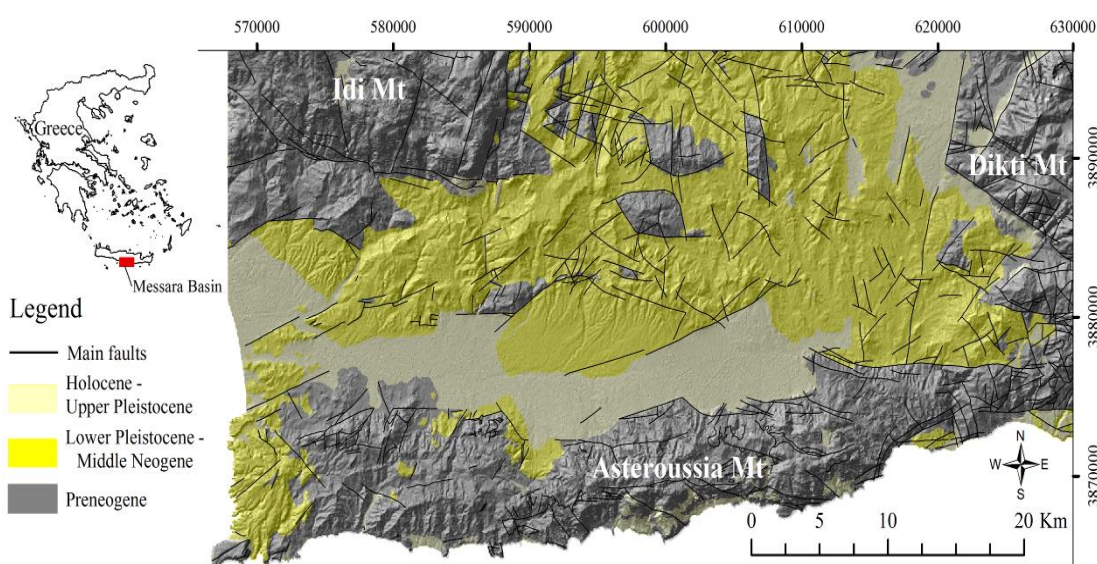 570000 580000 590000 600000 610000 620000 630000
Idi Mt
Greece
3890000
Dikti Mt
Messara Basin
Legend
3880000
Main faults
Holocene -
Upper Pleistocene
Lower Pleistocene -
Middle Neogene
N
W E
S
Asteroussia Mt
3870000
Preneogene
0 5 10 20 Km